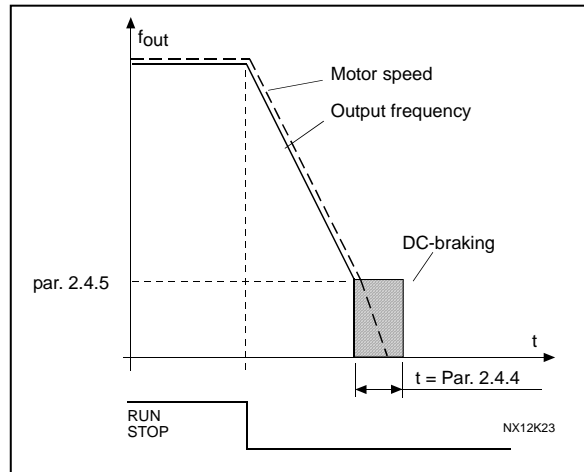 fout
Motor speed
Output frequency
DC-braking
par. 2.4.5
t
t = Par. 2.4.4
RUN
STOP
NX12K23